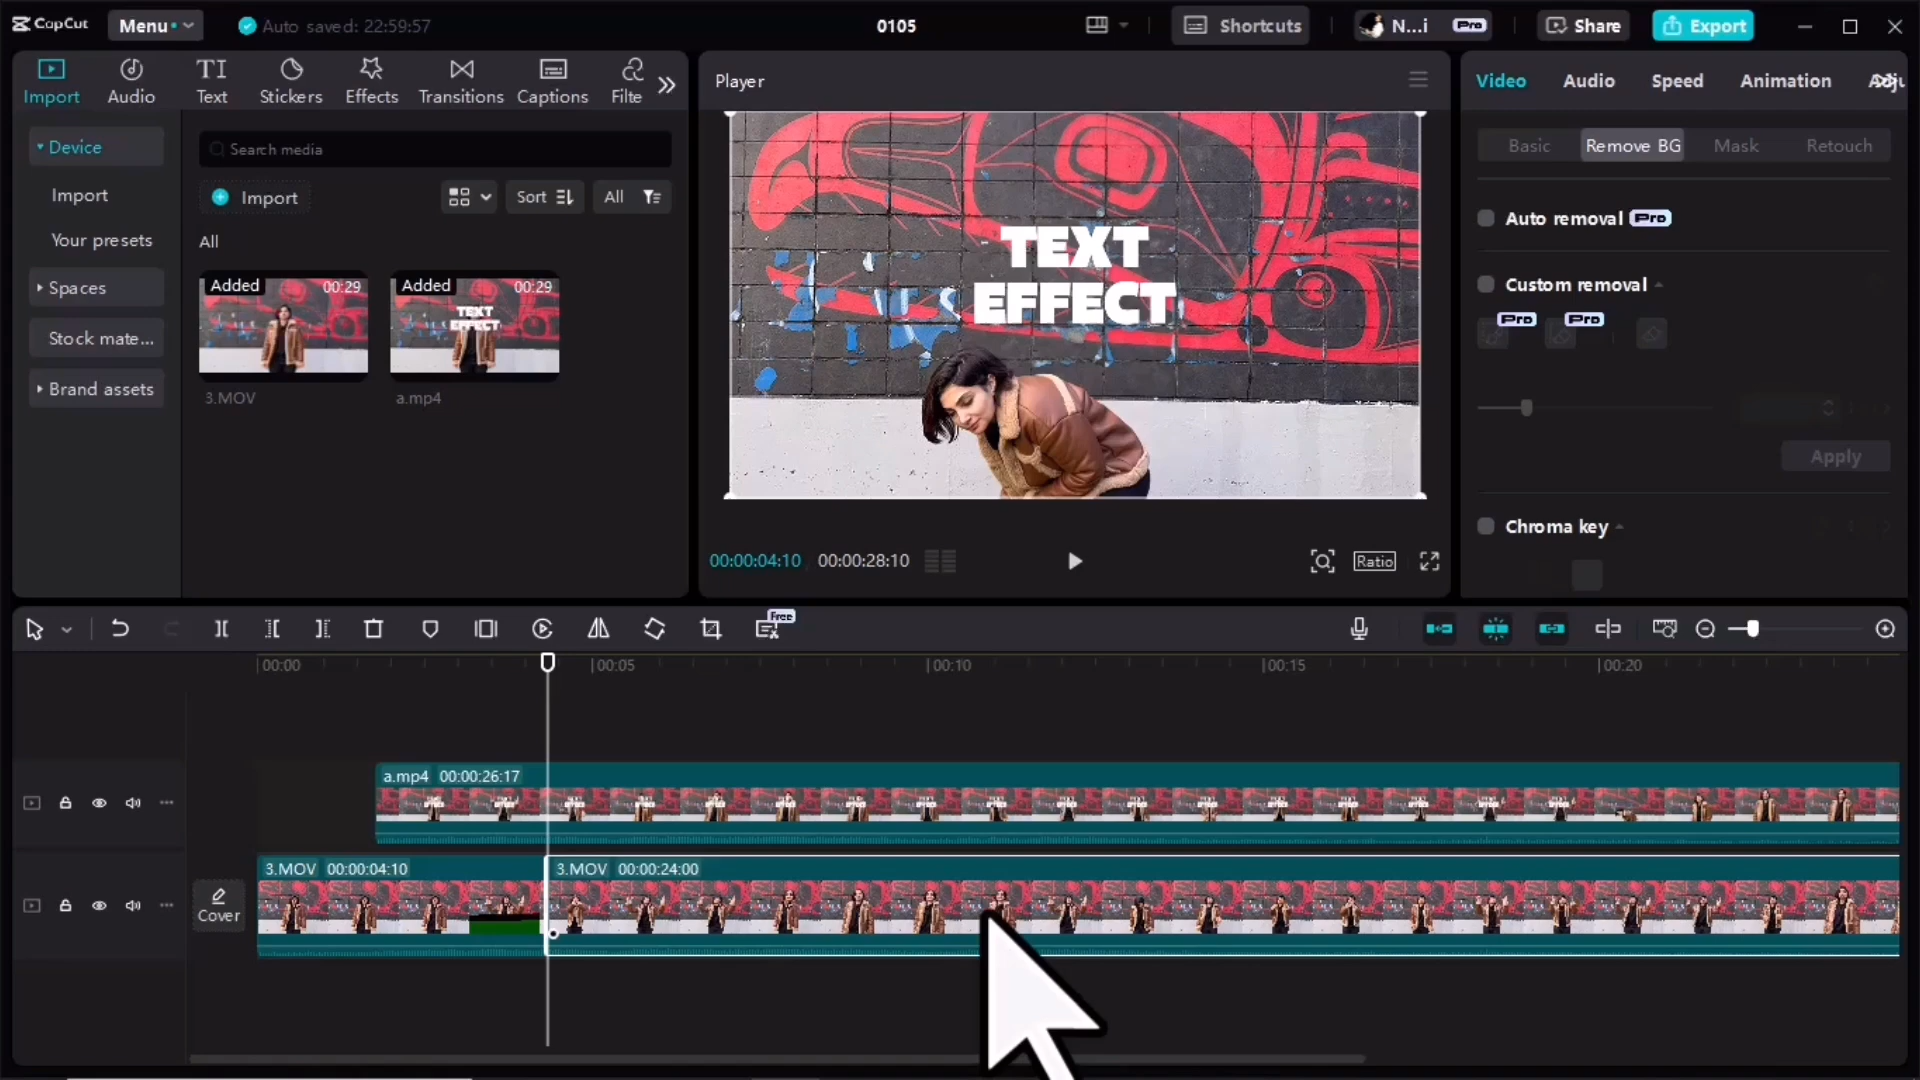 CapCut
Menu
Auto saved: 22:59:57
0105
Shortcuts
N...i
Pro
Share
Export
Import
Audio
TI
Text
Stickers
Effects
Transitions
Captions
Filte
Player
Video
Audio
Speed
Animation
Adju
Device
Import
Your presets
Spaces
Stock mate...
Brand assets
Search media
Import
Sort
All
All
Added
00:29
3.MOV
Added
00:29
TEXT
EFFECT
a.mp4
TEXT
EFFECT
00:00:04:10
00:00:28:10
Ratio
Basic
Remove BG
Mask
Retouch
Auto removal
Pro
Custom removal
Pro
Pro
Apply
Chroma key
Free
00:00
00:05
00:10
00:15
00:20
a.mp4 00:00:26:17
Cover
3.MOV 00:00:04:10
3.MOV 00:00:24:00